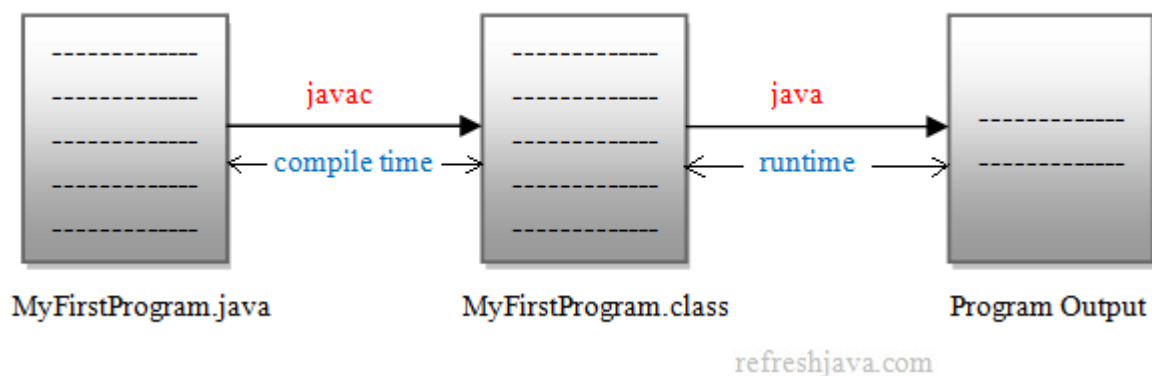 javac
java
compile time
runtime
MyFirstProgram.java
MyFirstProgram.class
Program Output
refreshjava.com